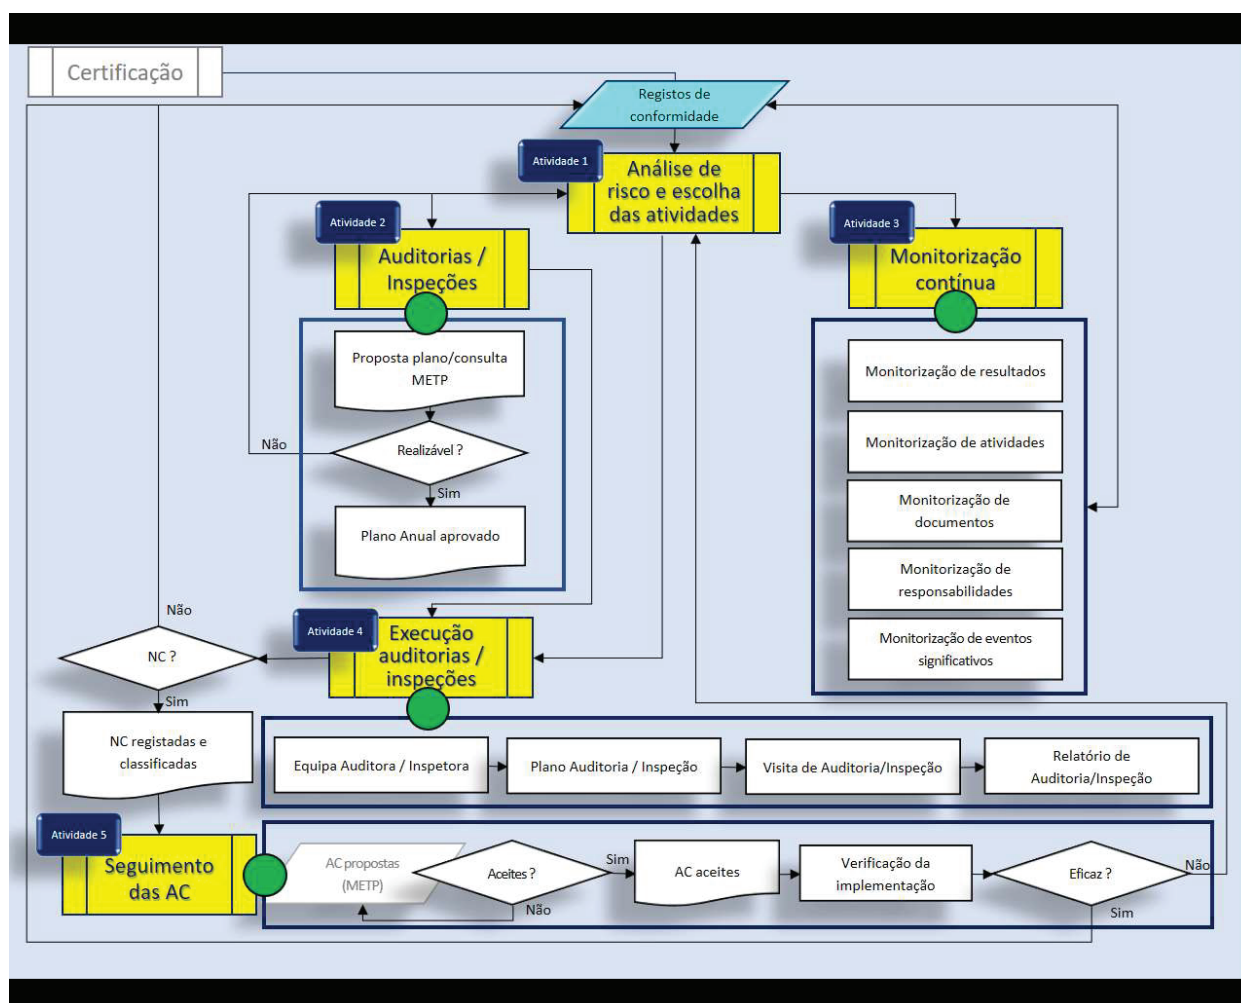 Certificação
Registos de
conformidade
Atividade 1
Análise de
risco e escolha
das atividades
Atividade 2
Auditorias /
Inspeções
Atividade 3
Monitorização
contínua
Proposta plano/consulta
METP
Não
Realizável ?
Sim
Plano Anual aprovado
Monitorização de resultados
Monitorização de atividades
Monitorização de
documentos
Monitorização de
responsabilidades
Monitorização de eventos
significativos
Não
NC ?
Sim
Atividade 4
Execução
auditorias /
inspeções
NC registadas e
classificadas
Equipa Auditora / Inspetora
Plano Auditoria / Inspeção
Visita de Auditoria/Inspeção
Relatório de
Auditoria/Inspeção
Atividade 5
Seguimento
das AC
AC propostas
(METP)
Aceites ?
Sim
Não
AC aceites
Verificação da
implementação
Eficaz ?
Não
Sim